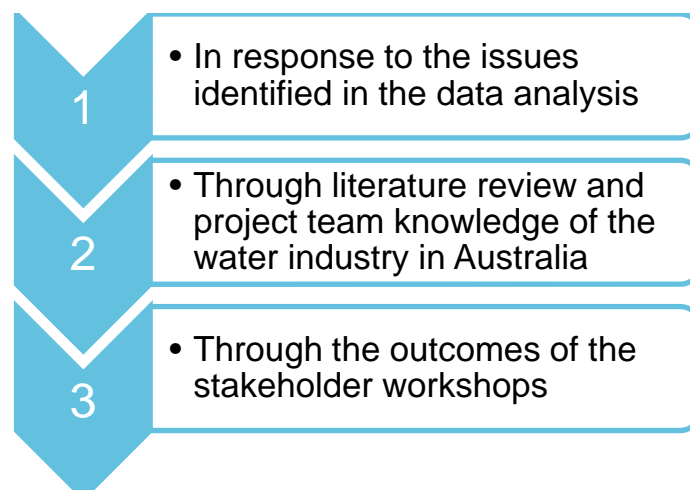 1
• In response to the issues
identified in the data analysis
2
• Through literature review and
project team knowledge of the
water industry in Australia
3
• Through the outcomes of the
stakeholder workshops